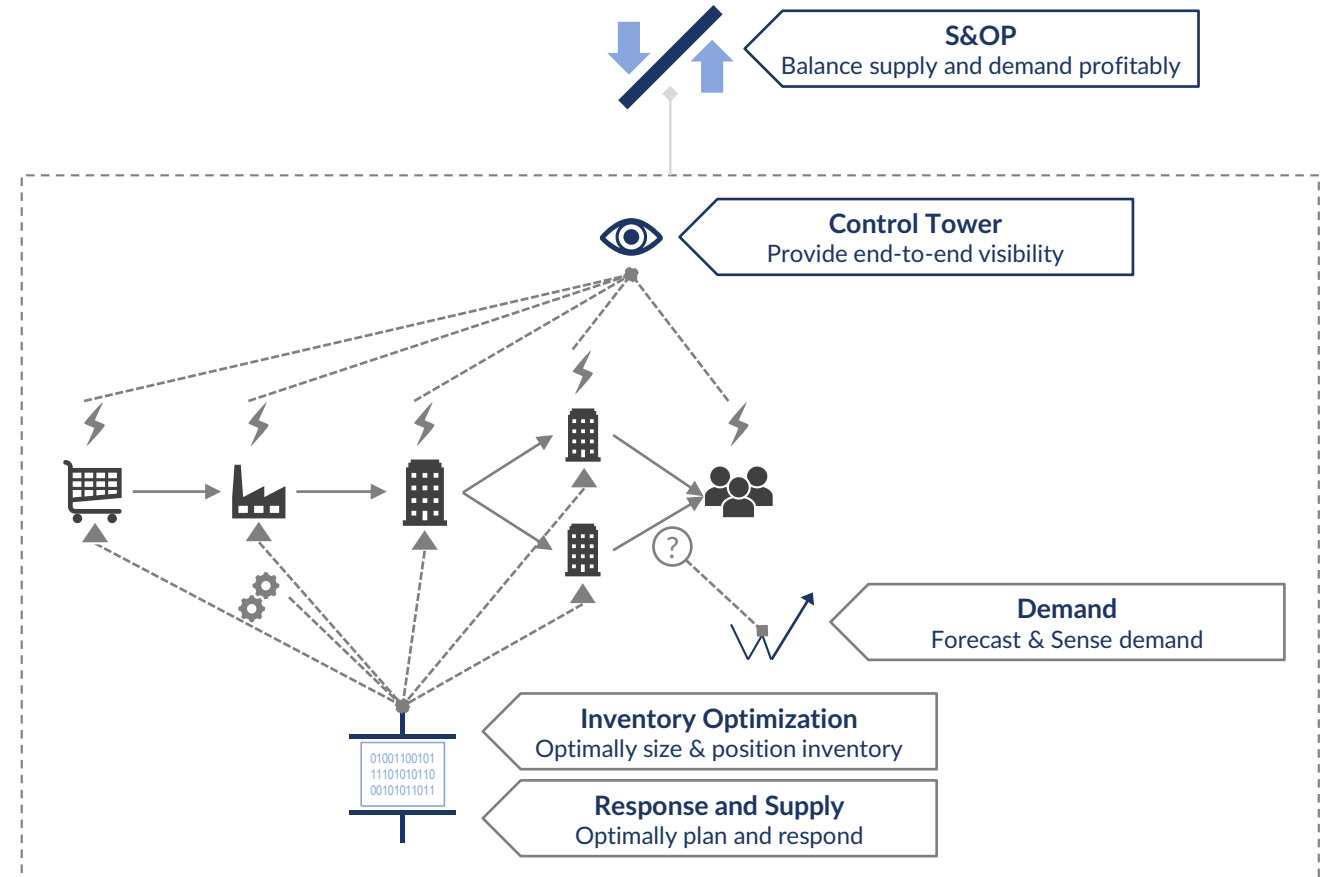 S&OP
Balance supply and demand profitably
Control Tower
Provide end-to-end visibility
?
Demand
Forecast & Sense demand
Inventory Optimization
Optimally size & position inventory
01001100101
11101010110
00101011011
Response and Supply
Optimally plan and respond